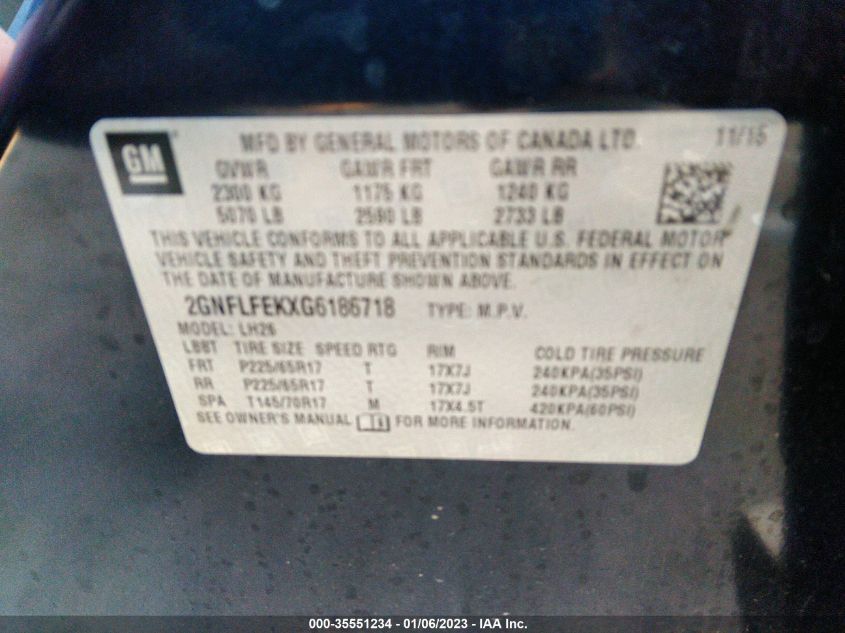 GM
MFD BY GENERAL MOTORS OF CANADA LTD. 11/15
GVWR GAWR FRT GAWR RR
2300 KG 1175 KG 1240 KG
5070 LB 2590 LB 2733 LB
THIS VEHICLE CONFORMS TO ALL APPLICABLE U.S. FEDERAL MOTOR
VEHICLE SAFETY AND THEFT PREVENTION STANDARDS IN EFFECT ON
THE DATE OF MANUFACTURE SHOWN ABOVE.
2GNFLFEKXG6186718 TYPE: M.P.V.
MODEL: LH26
LBBT TIRE SIZE SPEED RTG RIM COLD TIRE PRESSURE
FRT P225/65R17 T 17X7J 240KPA(35PSI)
RR P225/65R17 T 17X7J 240KPA(35PSI)
SPA T145/70R17 M 17X4.5T 420KPA(60PSI)
SEE OWNER'S MANUAL FOR MORE INFORMATION.
000-35551234 - 01/06/2023 - IAA Inc.